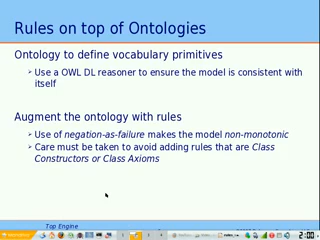 Rules on top of Ontologies
Ontology to define vocabulary primitives
Use a OWL DL reasoner to ensure the model is consistent with
itself
Augment the ontology with rules
Use of negation-as-failure makes the model non-monotonic
Care must be taken to avoid adding rules that are Class
Constructors or Class Axioms
Top Engine
2:00